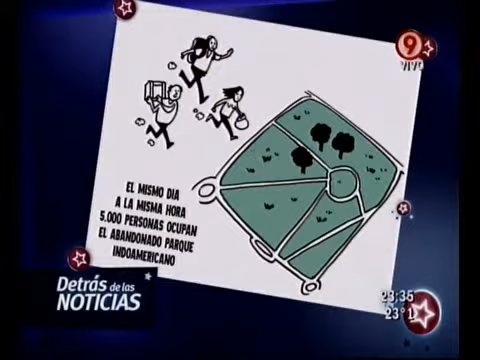 9
VIVO
EL MISMO DIA
A LA MISMA HORA
5.000 PERSONAS OCUPAN
EL ABANDONADO PARQUE
INDOAMERICANO
Detrás de las
NOTICIAS
23:35
23°1